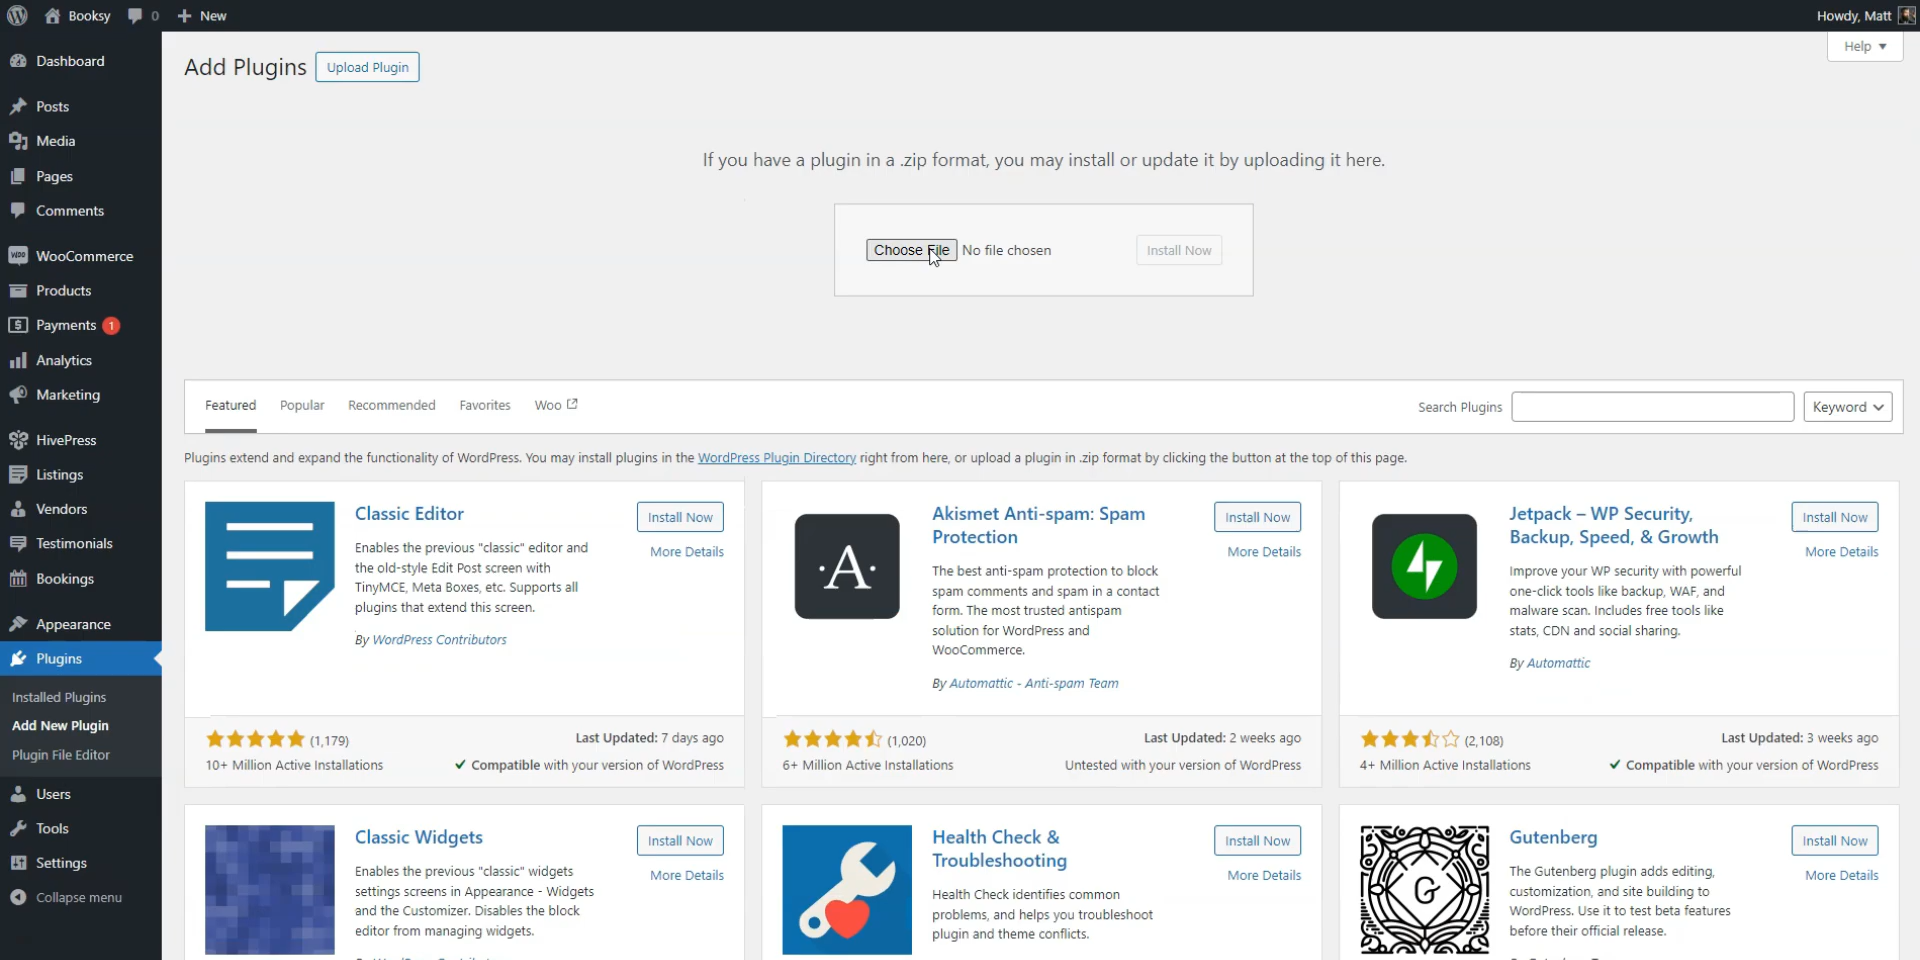 Booksy
0
New
Howdy, Matt
Dashboard
Posts
Media
Pages
Comments
WooCommerce
Products
Payments 1
Analytics
Marketing
HivePress
Listings
Vendors
Testimonials
Bookings
Appearance
Plugins
Installed Plugins
Add New Plugin
Plugin File Editor
Users
Tools
Settings
Collapse menu
Help
Add Plugins
Upload Plugin
If you have a plugin in a .zip format, you may install or update it by uploading it here.
Choose File No file chosen
Install Now
Featured
Popular
Recommended
Favorites
Woo
Search Plugins
Keyword
Plugins extend and expand the functionality of WordPress. You may install plugins in the WordPress Plugin Directory right from here, or upload a plugin in .zip format by clicking the button at the top of this page.
Classic Editor
Install Now
More Details
Enables the previous "classic" editor and
the old-style Edit Post screen with
TinyMCE, Meta Boxes, etc. Supports all
plugins that extend this screen.
By WordPress Contributors
(1,179)
Last Updated: 7 days ago
10+ Million Active Installations
Compatible with your version of WordPress
·A·
Akismet Anti-spam: Spam
Protection
Install Now
More Details
The best anti-spam protection to block
spam comments and spam in a contact
form. The most trusted antispam
solution for WordPress and
WooCommerce.
By Automattic - Anti-spam Team
(1,020)
Last Updated: 2 weeks ago
6+ Million Active Installations
Untested with your version of WordPress
Jetpack – WP Security,
Backup, Speed, & Growth
Install Now
More Details
Improve your WP security with powerful
one-click tools like backup, WAF, and
malware scan. Includes free tools like
stats, CDN and social sharing.
By Automattic
(2,108)
Last Updated: 3 weeks ago
4+ Million Active Installations
Compatible with your version of WordPress
Classic Widgets
Install Now
More Details
Enables the previous "classic" widgets
settings screens in Appearance - Widgets
and the Customizer. Disables the block
editor from managing widgets.
Health Check &
Troubleshooting
Install Now
More Details
Health Check identifies common
problems, and helps you troubleshoot
plugin and theme conflicts.
G
Gutenberg
Install Now
More Details
The Gutenberg plugin adds editing,
customization, and site building to
WordPress. Use it to test beta features
before their official release.